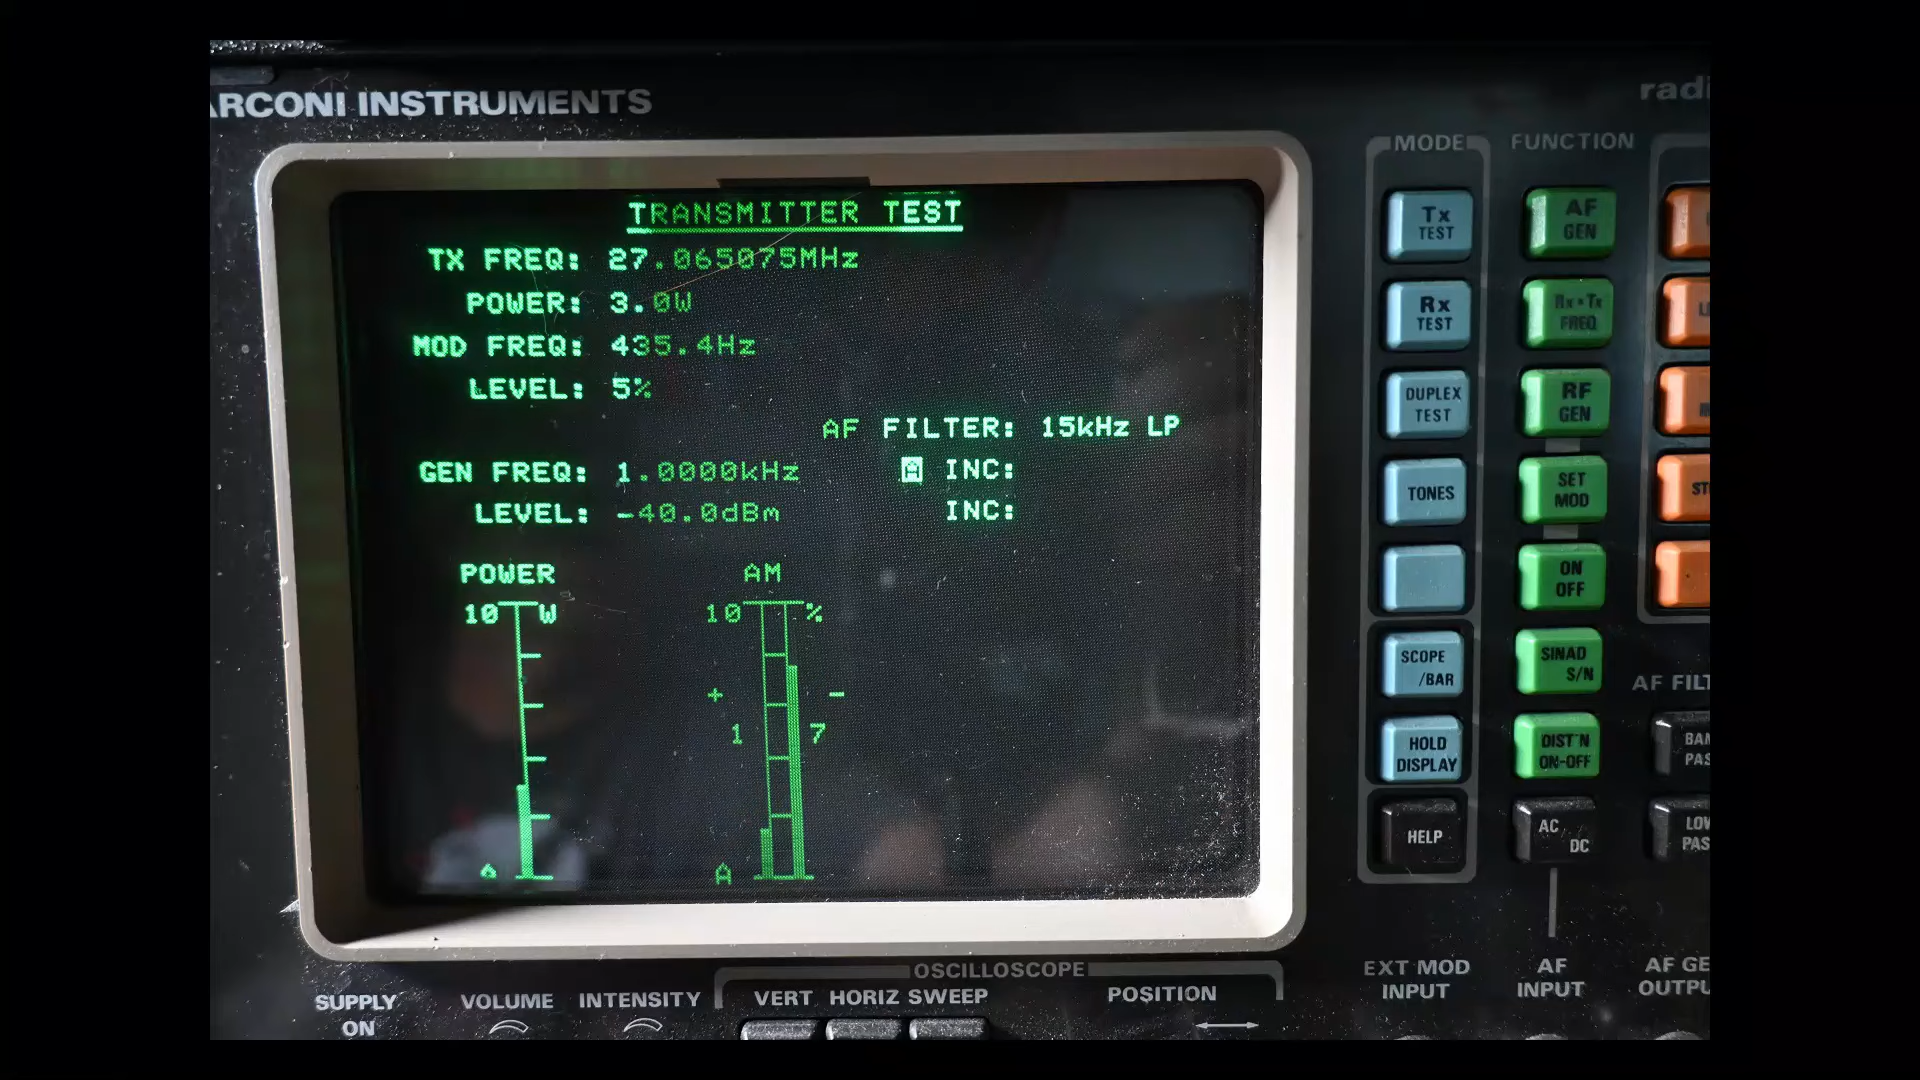 ARCONI INSTRUMENTS
radi
MODE
FUNCTION
TRANSMITTER TEST
TX FREQ: 27.065075MHz
POWER: 3.0W
MOD FREQ: 435.4Hz
LEVEL: 5%
AF FILTER: 15kHz LP
GEN FREQ: 1.0000kHz
A INC:
LEVEL: -40.0dBm
INC:
POWER
AM
10 W
10 %
+ -
1 7
A
Tx
TEST
Rx
TEST
DUPLEX
TEST
TONES
SCOPE
/BAR
HOLD
DISPLAY
HELP
AF
GEN
Rx=Tx
FREQ
RF
GEN
SET
MOD
ON
OFF
SINAD
S/N
DIST'N
ON-OFF
AC
DC
ST
AF FILT
BAN
PAS
LOW
PAS
OSCILLOSCOPE
SUPPLY
ON
VOLUME
INTENSITY
VERT HORIZ SWEEP
POSITION
EXT MOD
INPUT
AF
INPUT
AF GE
OUTPU